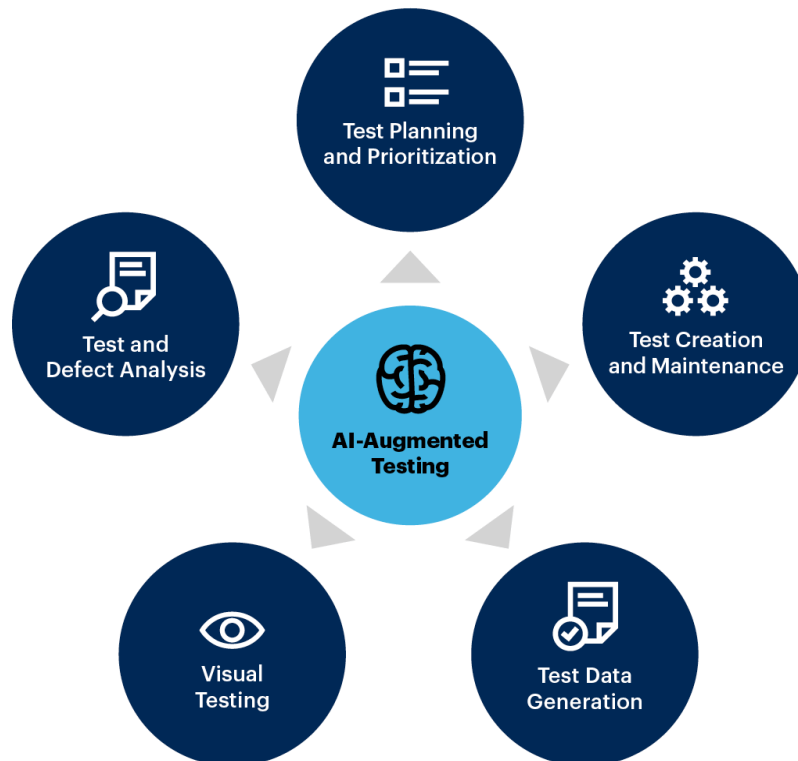 Test Planning
and Prioritization
Test and
Defect Analysis
Test Creation
and Maintenance
AI-Augmented
Testing
Visual
Testing
Test Data
Generation